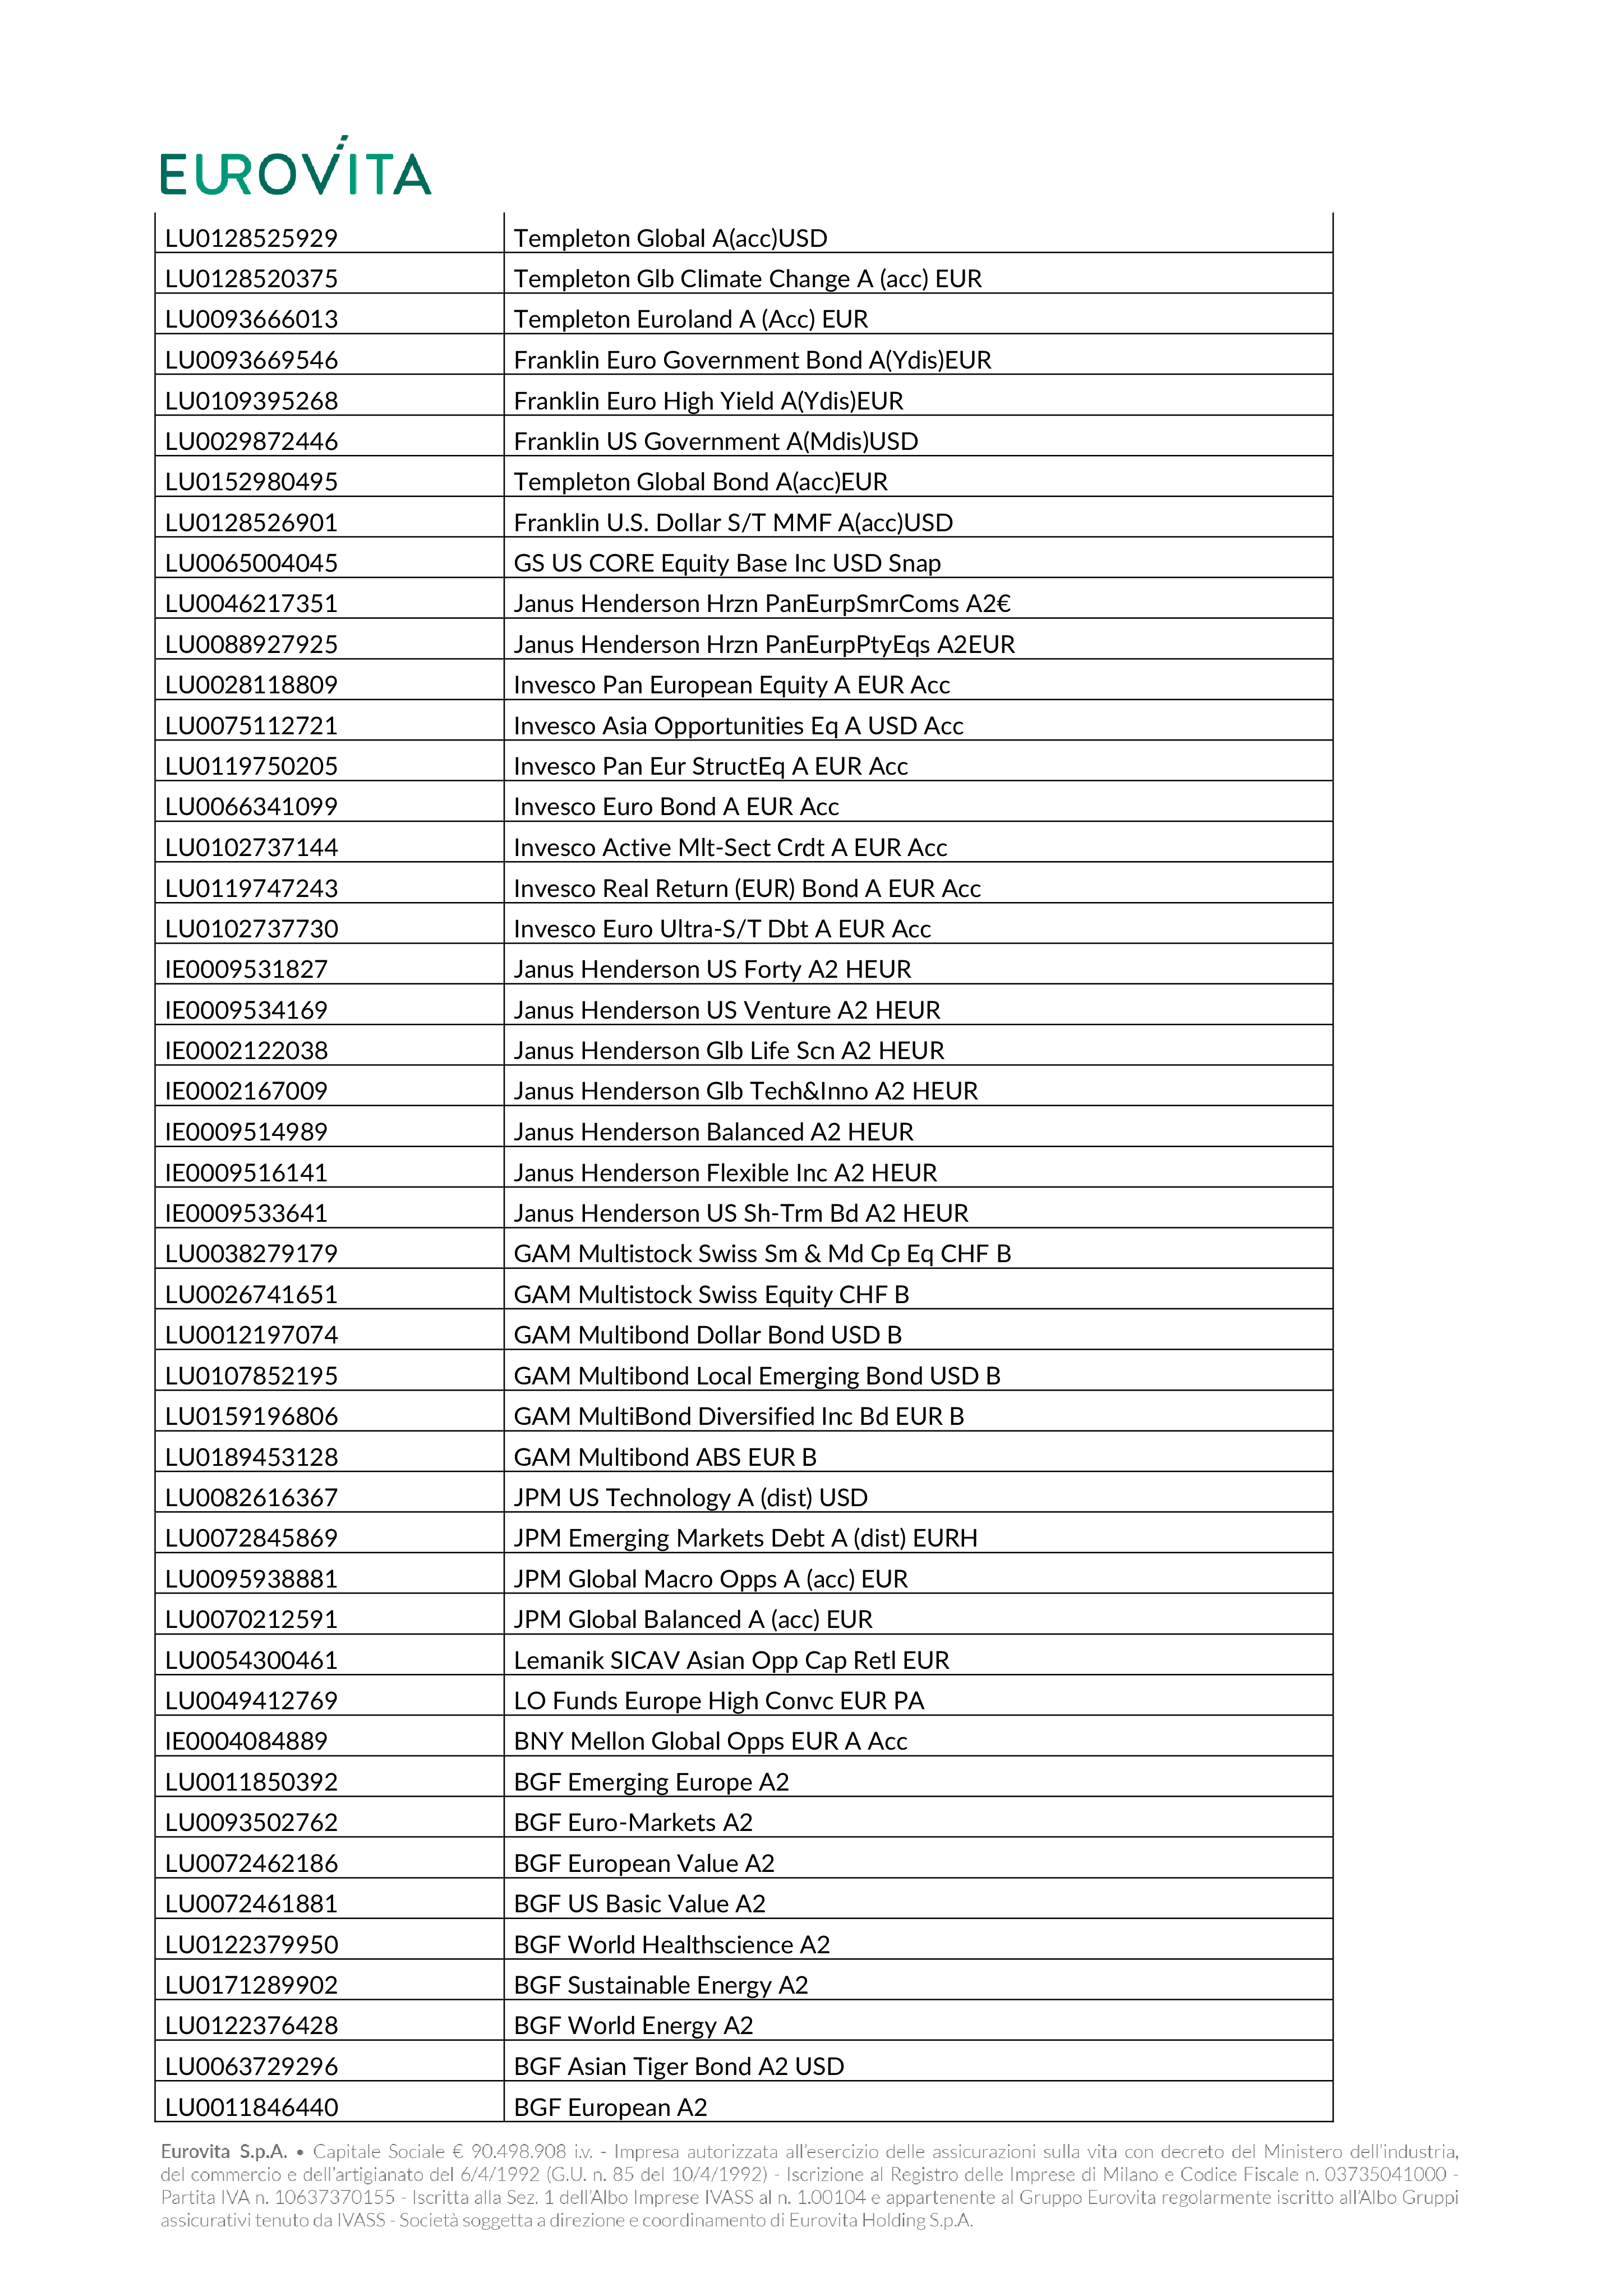 EUROVITA
LU0128525929 Templeton Global A(acc)USD
LU0128520375 Templeton Glb Climate Change A (acc) EUR
LU0093666013 Templeton Euroland A (Acc) EUR
LU0093669546 Franklin Euro Government Bond A(Ydis)EUR
LU0109395268 Franklin Euro High Yield A(Ydis)EUR
LU0029872446 Franklin US Government A(Mdis)USD
LU0152980495 Templeton Global Bond A(acc)EUR
LU0128526901 Franklin U.S. Dollar S/T MMF A(acc)USD
LU0065004045 GS US CORE Equity Base Inc USD Snap
LU0046217351 Janus Henderson Hrzn PanEurpSmrComs A2€
LU0088927925 Janus Henderson Hrzn PanEurpPtyEqs A2EUR
LU0028118809 Invesco Pan European Equity A EUR Acc
LU0075112721 Invesco Asia Opportunities Eq A USD Acc
LU0119750205 Invesco Pan Eur StructEq A EUR Acc
LU0066341099 Invesco Euro Bond A EUR Acc
LU0102737144 Invesco Active Mlt-Sect Crdt A EUR Acc
LU0119747243 Invesco Real Return (EUR) Bond A EUR Acc
LU0102737730 Invesco Euro Ultra-S/T Dbt A EUR Acc
IE0009531827 Janus Henderson US Forty A2 HEUR
IE0009534169 Janus Henderson US Venture A2 HEUR
IE0002122038 Janus Henderson Glb Life Scn A2 HEUR
IE0002167009 Janus Henderson Glb Tech&Inno A2 HEUR
IE0009514989 Janus Henderson Balanced A2 HEUR
IE0009516141 Janus Henderson Flexible Inc A2 HEUR
IE0009533641 Janus Henderson US Sh-Trm Bd A2 HEUR
LU0038279179 GAM Multistock Swiss Sm & Md Cp Eq CHF B
LU0026741651 GAM Multistock Swiss Equity CHF B
LU0012197074 GAM Multibond Dollar Bond USD B
LU0107852195 GAM Multibond Local Emerging Bond USD B
LU0159196806 GAM MultiBond Diversified Inc Bd EUR B
LU0189453128 GAM Multibond ABS EUR B
LU0082616367 JPM US Technology A (dist) USD
LU0072845869 JPM Emerging Markets Debt A (dist) EURH
LU0095938881 JPM Global Macro Opps A (acc) EUR
LU0070212591 JPM Global Balanced A (acc) EUR
LU0054300461 Lemanik SICAV Asian Opp Cap Retl EUR
LU0049412769 LO Funds Europe High Convc EUR PA
IE0004084889 BNY Mellon Global Opps EUR A Acc
LU0011850392 BGF Emerging Europe A2
LU0093502762 BGF Euro-Markets A2
LU0072462186 BGF European Value A2
LU0072461881 BGF US Basic Value A2
LU0122379950 BGF World Healthscience A2
LU0171289902 BGF Sustainable Energy A2
LU0122376428 BGF World Energy A2
LU0063729296 BGF Asian Tiger Bond A2 USD
LU0011846440 BGF European A2
Eurovita S.p.A. • Capitale Sociale € 90.498.908 i.v. - Impresa autorizzata all'esercizio delle assicurazioni sulla vita con decreto del Ministero dell'industria,
del commercio e dell'artigianato del 6/4/1992 (G.U. n. 85 del 10/4/1992) - Iscrizione al Registro delle Imprese di Milano e Codice Fiscale n. 03735041000 -
Partita IVA n. 10637370155 - Iscritta alla Sez. 1 dell'Albo Imprese IVASS al n. 1.00104 e appartenente al Gruppo Eurovita regolarmente iscritto all'Albo Gruppi
assicurativi tenuto da IVASS - Società soggetta a direzione e coordinamento di Eurovita Holding S.p.A.